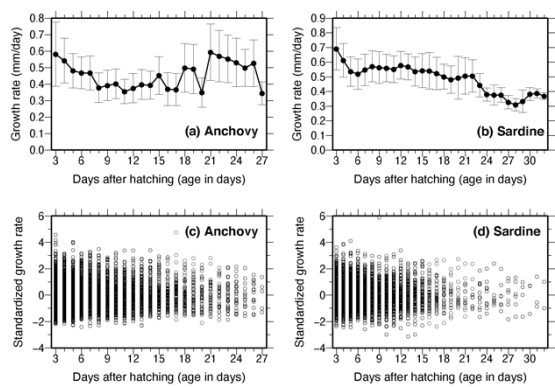 0.8
0.7
0.6
0.5
0.4
0.3
0.2
0.1
0.0
Growth rate (mm/day)
(a) Anchovy
3 6 9 12 15 18 21 24 27
Days after hatching (age in days)
0.9
0.8
0.7
0.6
0.5
0.4
0.3
0.2
0.1
0.0
Growth rate (mm/day)
(b) Sardine
3 6 9 12 15 18 21 24 27 30
Days after hatching (age in days)
6
4
2
0
−2
−4
Standardized growth rate
(c) Anchovy
3 6 9 12 15 18 21 24 27
Days after hatching (age in days)
6
4
2
0
−2
−4
Standardized growth rate
(d) Sardine
3 6 9 12 15 18 21 24 27 30
Days after hatching (age in days)